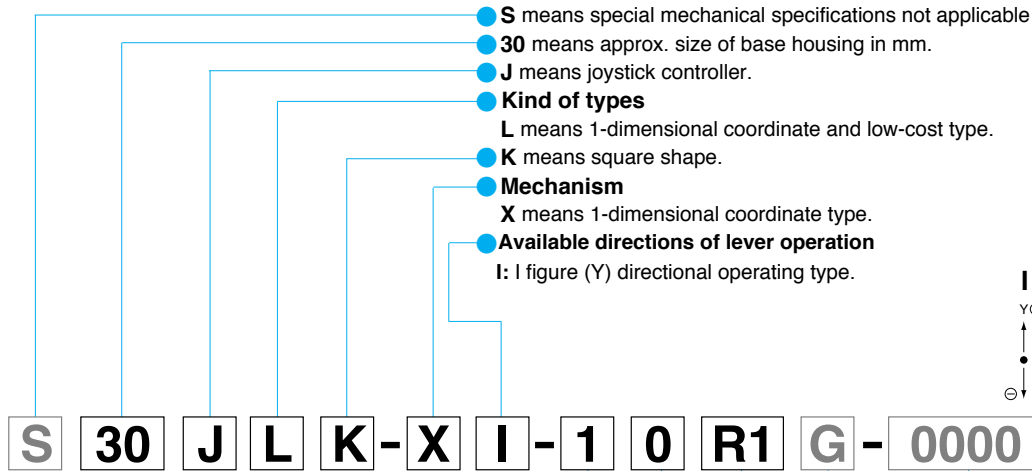 S means special mechanical specifications not applicable
30 means approx. size of base housing in mm.
J means joystick controller.
Kind of types
L means 1-dimensional coordinate and low-cost type.
K means square shape.
Mechanism
X means 1-dimensional coordinate type.
Available directions of lever operation
I: I figure (Y) directional operating type.
I
Y
⊖
S 30 J L K - X I - 1 0 R1 G - 0000